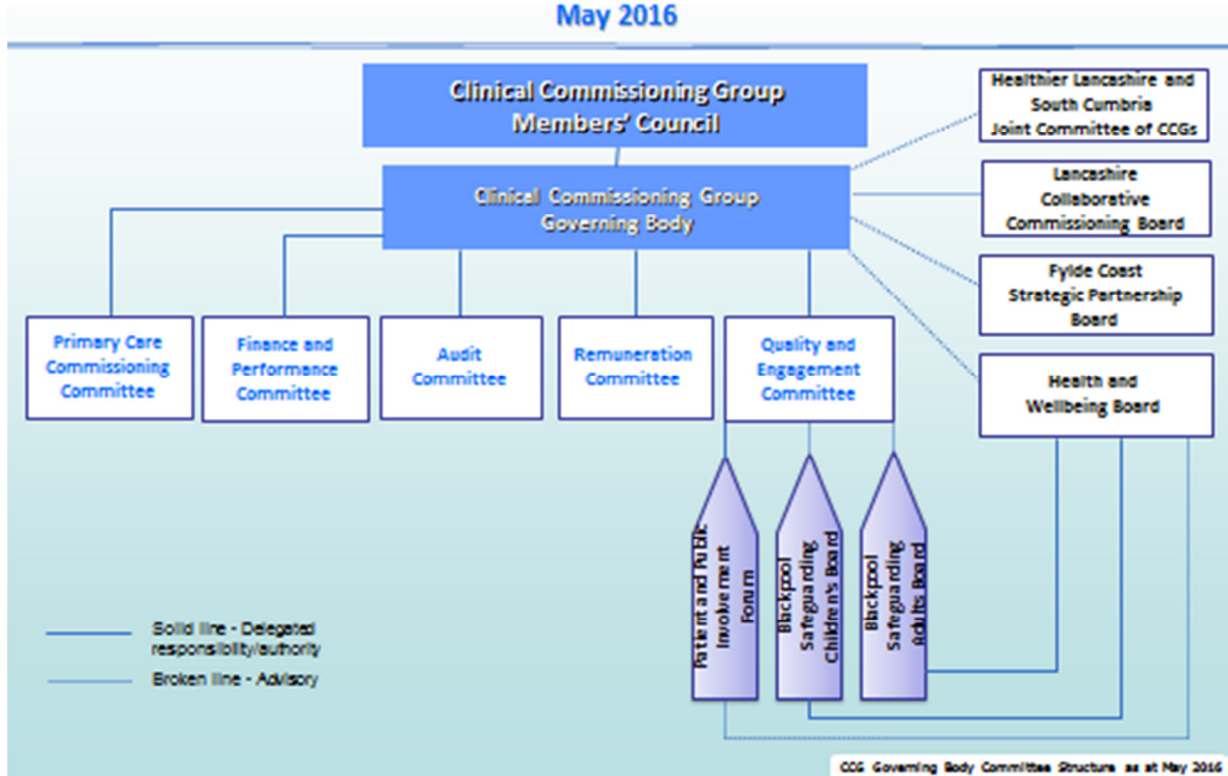 May 2016
Clinical Commissioning Group
Members' Council
Clinical Commissioning Group
Governing Body
Healthier Lancashire and
South Cumbria
Joint Committee of CCGs
Lancashire
Collaborative
Commissioning Board
Fylde Coast
Strategic Partnership
Board
Health and
Wellbeing Board
Primary Care
Commissioning
Committee
Finance and
Performance
Committee
Audit
Committee
Remuneration
Committee
Quality and
Engagement
Committee
Patient and Public
Involvement
Forum
Blackpool
Safeguarding
Children's Board
Blackpool
Safeguarding
Adults Board
Solid line - Delegated
responsibility/authority
Broken line - Advisory
CCG Governing Body Committee Structure as at May 2016